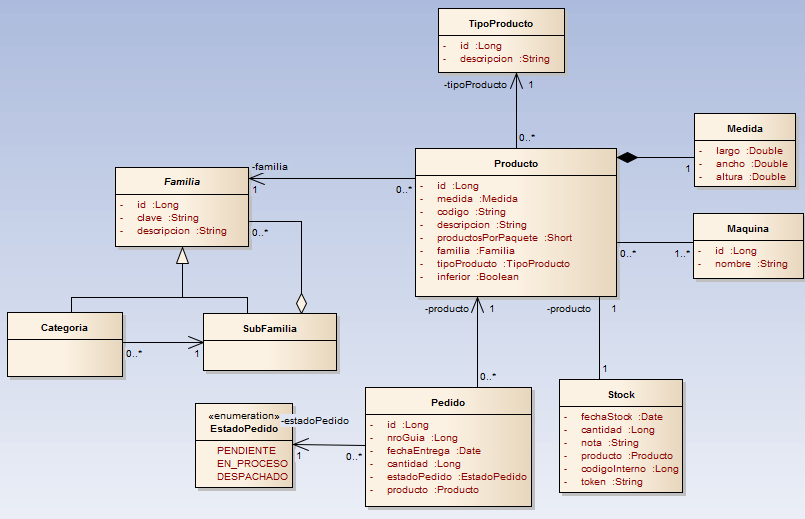 TipoProducto
- id :Long
- descripcion :String
-tipoProducto
1
0..*
Medida
- largo :Double
- ancho :Double
- altura :Double
1
Producto
- id :Long
- medida :Medida
- codigo :String
- descripcion :String
- productosPorPaquete :Short
- familia :Familia
- tipoProducto :TipoProducto
- inferior :Boolean
-familia
1
0..*
Familia
- id :Long
- clave :String
- descripcion :String
0..*
Maquina
- id :Long
- nombre :String
0..*
1..*
Categoria
0..*
1
SubFamilia
-producto
1
0..*
-producto
1
1
Stock
- fechaStock :Date
- cantidad :Long
- nota :String
- producto :Producto
- codigoInterno :Long
- token :String
Pedido
- id :Long
- nroGuia :Long
- fechaEntrega :Date
- cantidad :Long
- estadoPedido :EstadoPedido
- producto :Producto
«enumeration»
EstadoPedido
PENDIENTE
EN_PROCESO
DESPACHADO
-estadoPedido
1
0..*